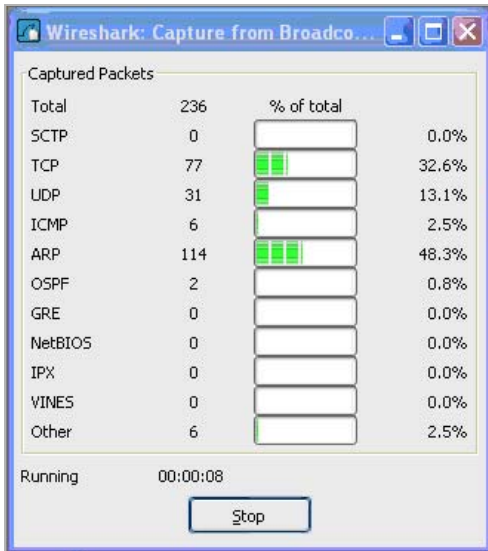 Wireshark: Capture from Broadco...
Captured Packets
Total 236 % of total
SCTP 0 0.0%
TCP 77 32.6%
UDP 31 13.1%
ICMP 6 2.5%
ARP 114 48.3%
OSPF 2 0.8%
GRE 0 0.0%
NetBIOS 0 0.0%
IPX 0 0.0%
VINES 0 0.0%
Other 6 2.5%
Running 00:00:08
Stop